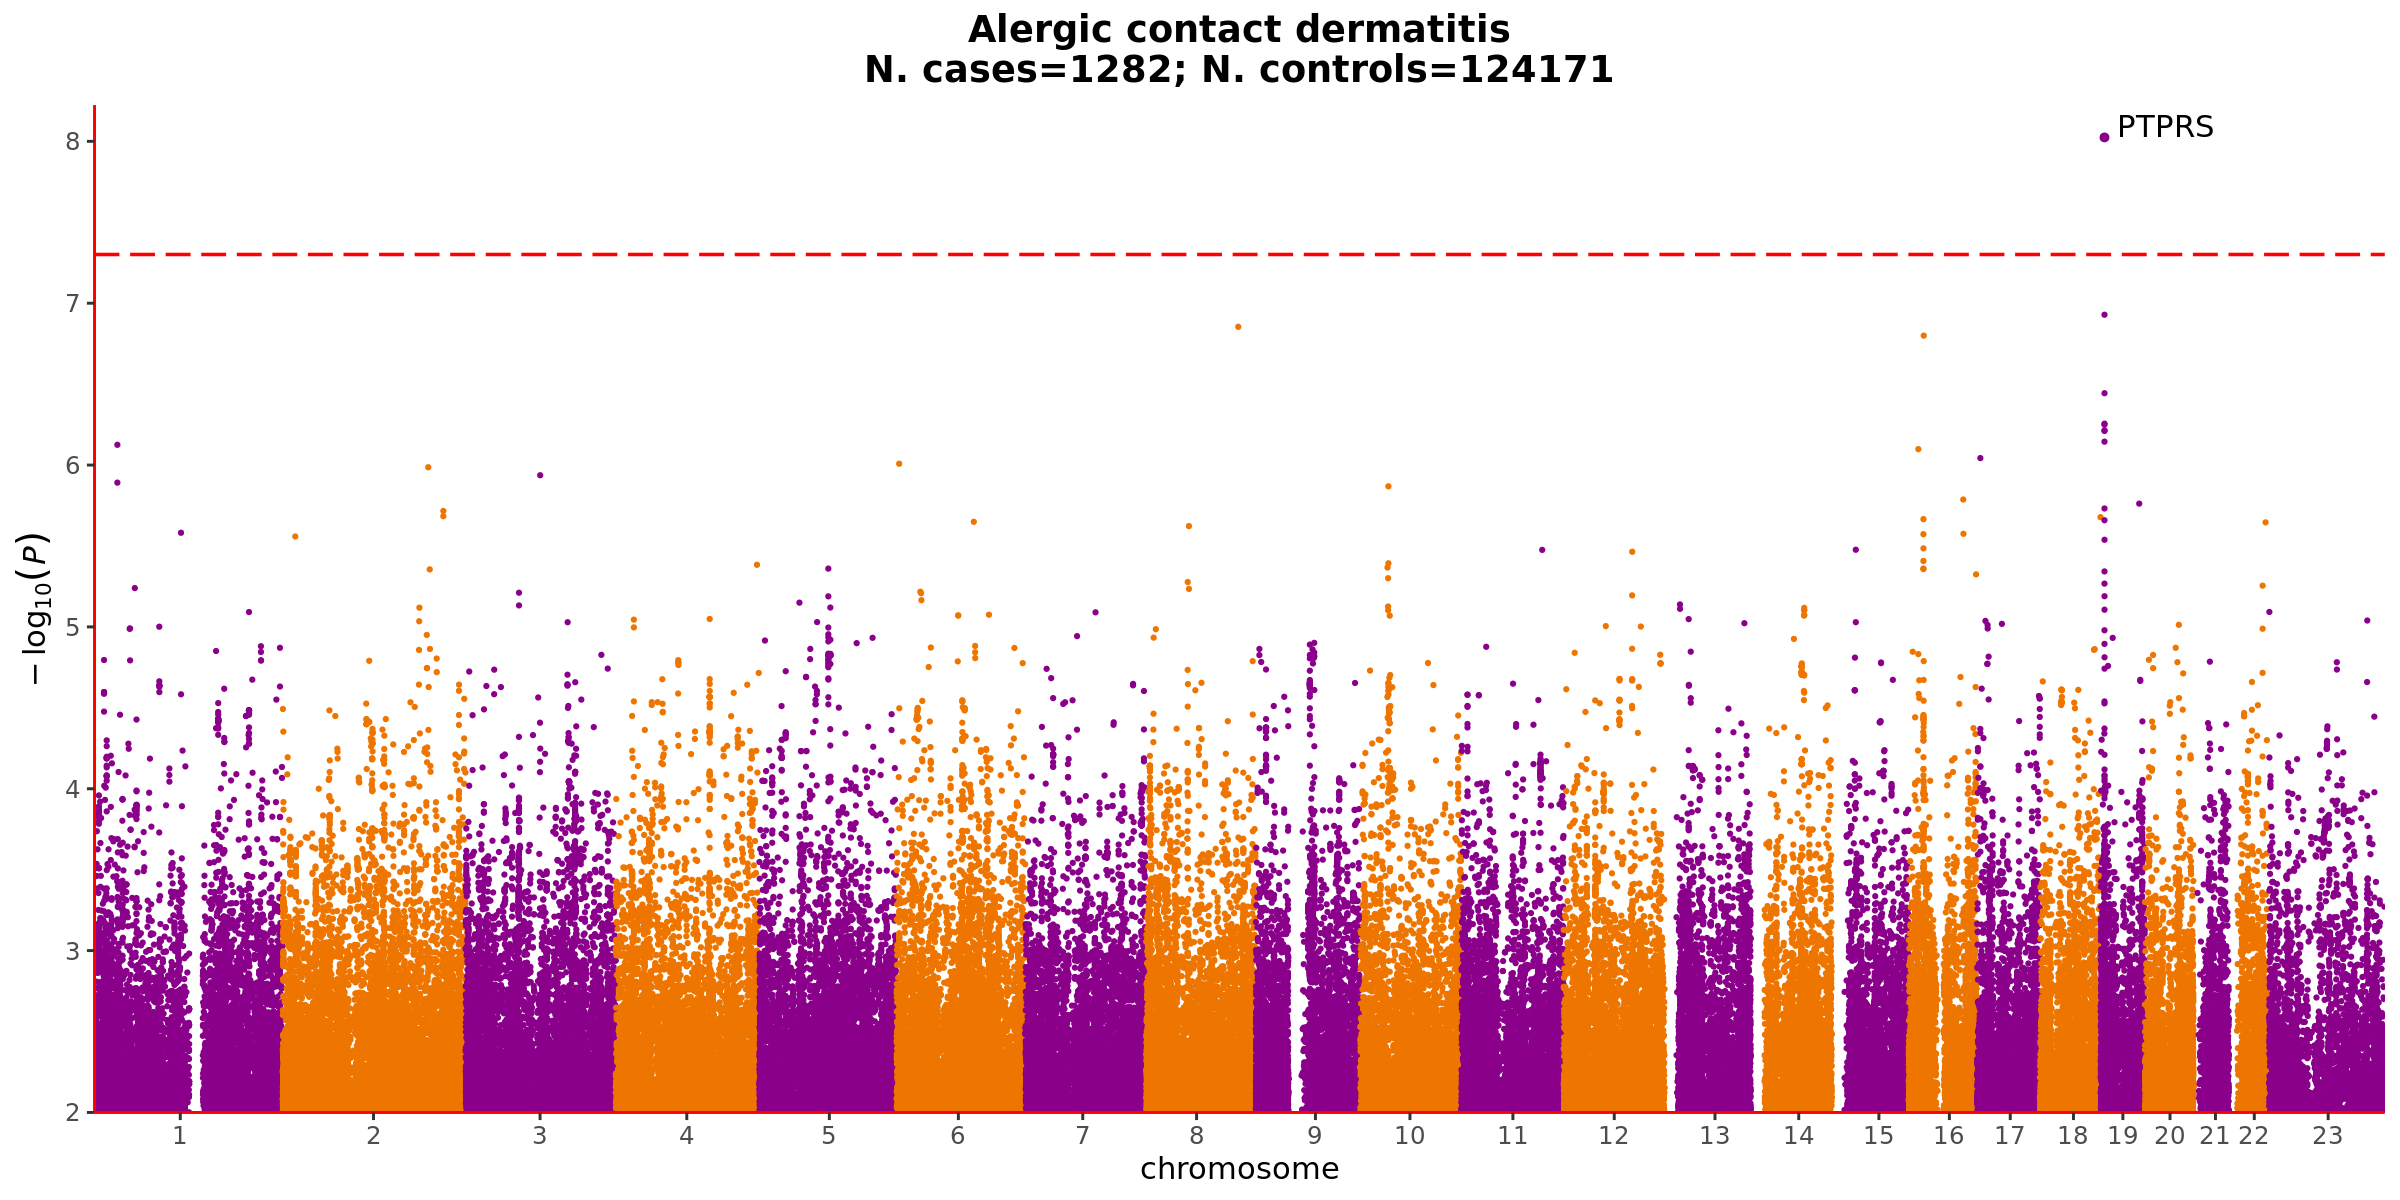 Alergic contact dermatitis
N. cases=1282; N. controls=124171
PTPRS
8
7
6
5
4
3
2
−log10(P)
1 2 3 4 5 6 7 8 9 10 11 12 13 14 15 16 17 18 19 20 21 22 23
chromosome